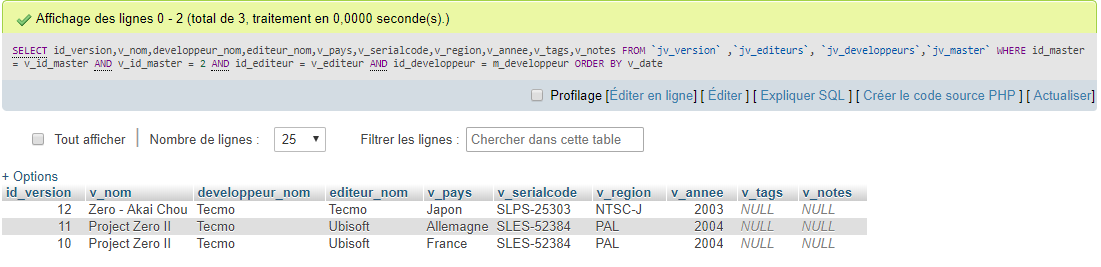 Affichage des lignes 0 - 2 (total de 3, traitement en 0,0000 seconde(s).)
SELECT id_version,v_nom,developpeur_nom,editeur_nom,v_pays,v_serialcode,v_region,v_annee,v_tags,v_notes FROM `jv_version` ,`jv_editeurs`, `jv_developpeurs`,`jv_master` WHERE id_master
= v_id_master AND v_id_master = 2 AND id_editeur = v_editeur AND id_developpeur = m_developpeur ORDER BY v_date
Profilage [Éditer en ligne] [ Éditer ] [ Expliquer SQL ] [ Créer le code source PHP ] [ Actualiser]
Tout afficher | Nombre de lignes : 25 Filtrer les lignes : Chercher dans cette table
+ Options
id_version v_nom developpeur_nom editeur_nom v_pays v_serialcode v_region v_annee v_tags v_notes
12 Zero - Akai Chou Tecmo Tecmo Japon SLPS-25303 NTSC-J 2003 NULL NULL
11 Project Zero II Tecmo Ubisoft Allemagne SLES-52384 PAL 2004 NULL NULL
10 Project Zero II Tecmo Ubisoft France SLES-52384 PAL 2004 NULL NULL